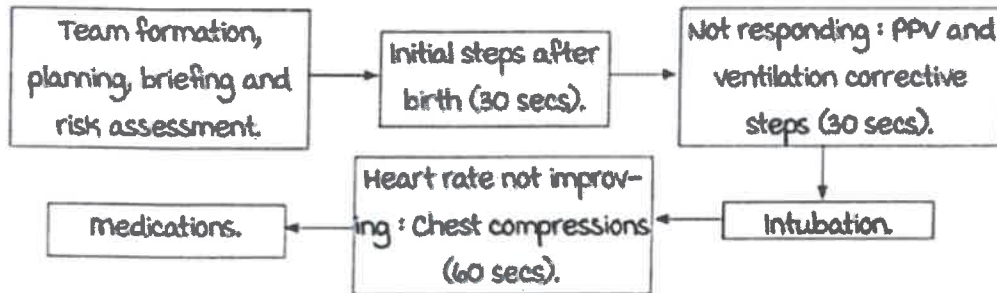 Team formation,
planning, briefing and
risk assessment.
Initial steps after
birth (30 secs).
Not responding : PPV and
ventilation corrective
steps (30 secs).
Intubation.
Heart rate not improv-
ing : Chest compressions
(60 secs).
Medications.